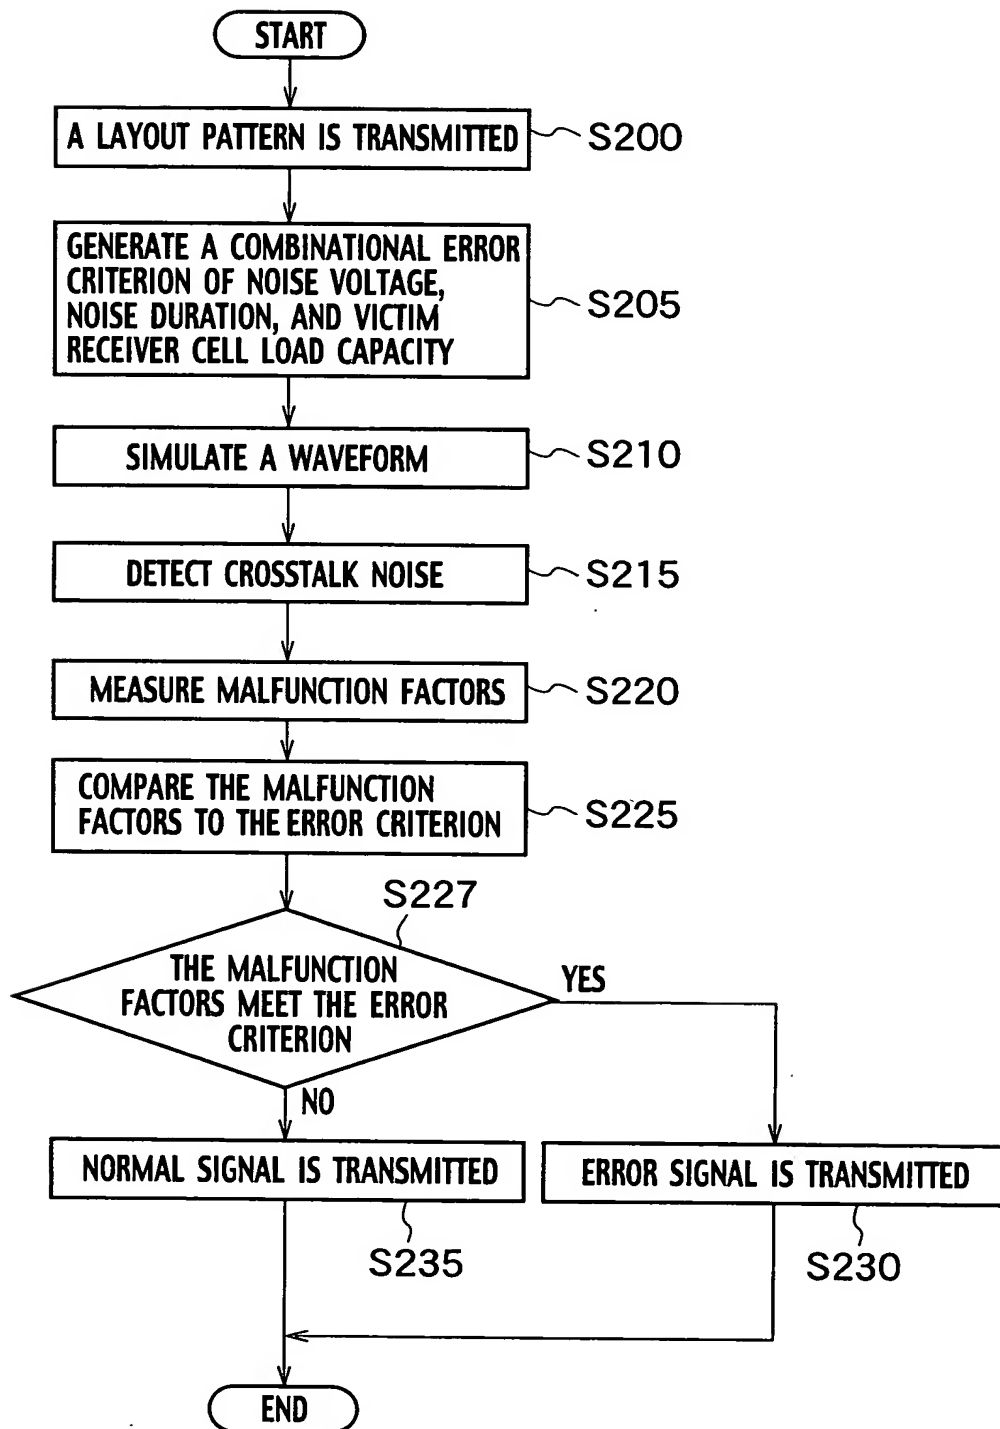 START
A LAYOUT PATTERN IS TRANSMITTED
S200
GENERATE A COMBINATIONAL ERROR
CRITERION OF NOISE VOLTAGE,
NOISE DURATION, AND VICTIM
RECEIVER CELL LOAD CAPACITY
S205
SIMULATE A WAVEFORM
S210
DETECT CROSSTALK NOISE
S215
MEASURE MALFUNCTION FACTORS
S220
COMPARE THE MALFUNCTION
FACTORS TO THE ERROR CRITERION
S225
S227
THE MALFUNCTION
FACTORS MEET THE ERROR
CRITERION
YES
NO
NORMAL SIGNAL IS TRANSMITTED
S235
ERROR SIGNAL IS TRANSMITTED
S230
END